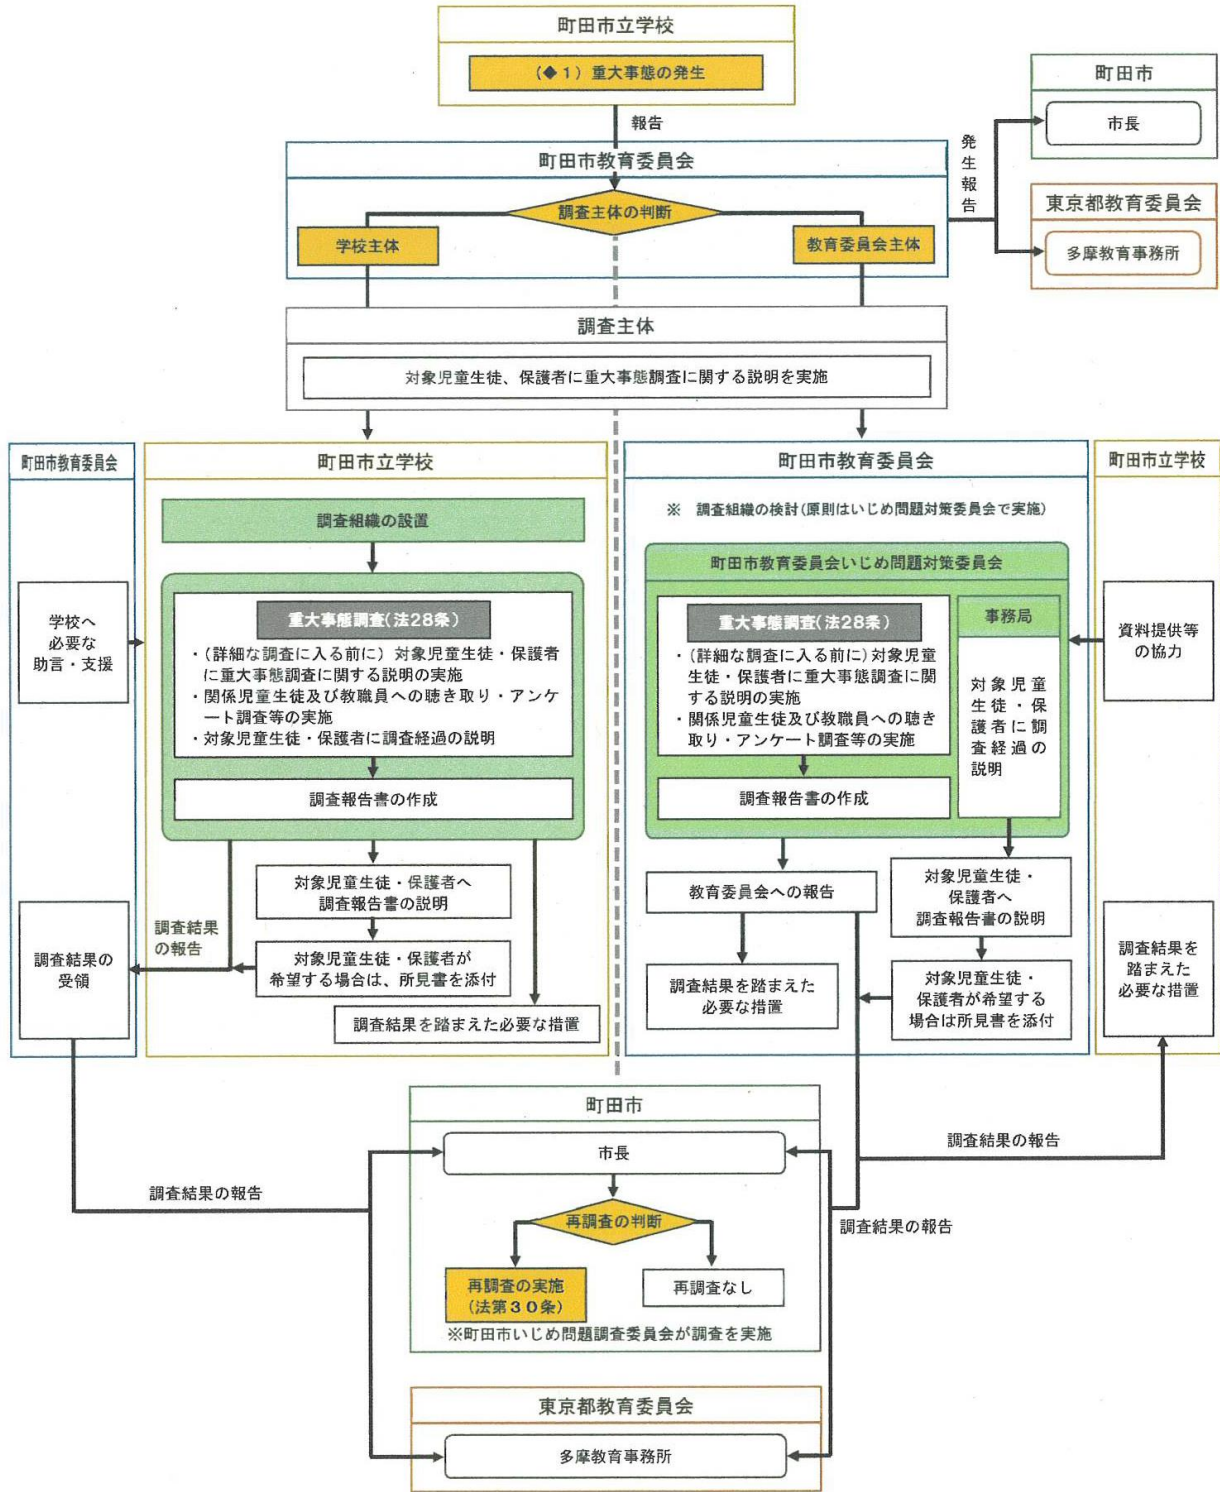 町田市立学校
(◆1)重大事態の発生
報告
町田市
市長
発生報告
東京都教育委員会
多摩教育事務所
町田市教育委員会
調査主体の判断
学校主体
教育委員会主体
調査主体
対象児童生徒、保護者に重大事態調査に関する説明を実施
町田市教育委員会
学校へ
必要な
助言・支援
調査結果の
受領
町田市立学校
調査組織の設置
重大事態調査(法28条)
・(詳細な調査に入る前に) 対象児童生徒・保護者
に重大事態調査に関する説明の実施
・関係児童生徒及び教職員への聴き取り・アンケ
ート調査等の実施
・対象児童生徒・保護者に調査経過の説明
調査報告書の作成
対象児童生徒・保護者へ
調査報告書の説明
調査結果
の報告
対象児童生徒・保護者が
希望する場合は、所見書を添付
調査結果を踏まえた必要な措置
町田市教育委員会
※ 調査組織の検討(原則はいじめ問題対策委員会で実施)
町田市教育委員会いじめ問題対策委員会
重大事態調査(法28条)
・(詳細な調査に入る前に)対象児童
生徒・保護者に重大事態調査に関
する説明の実施
・関係児童生徒及び教職員への聴き
取り・アンケート調査等の実施
調査報告書の作成
事務局
対象児童
生徒・保
護者に調
査経過の
説明
教育委員会への報告
調査結果を踏まえた
必要な措置
対象児童生徒・
保護者へ
調査報告書の説明
対象児童生徒・
保護者が希望する
場合は所見書を添付
町田市立学校
資料提供等
の協力
調査結果を
踏まえた
必要な措置
調査結果の報告
調査結果の報告
調査結果の報告
町田市
市長
再調査の判断
再調査の実施
(法第30条)
再調査なし
※町田市いじめ問題調査委員会が調査を実施
東京都教育委員会
多摩教育事務所